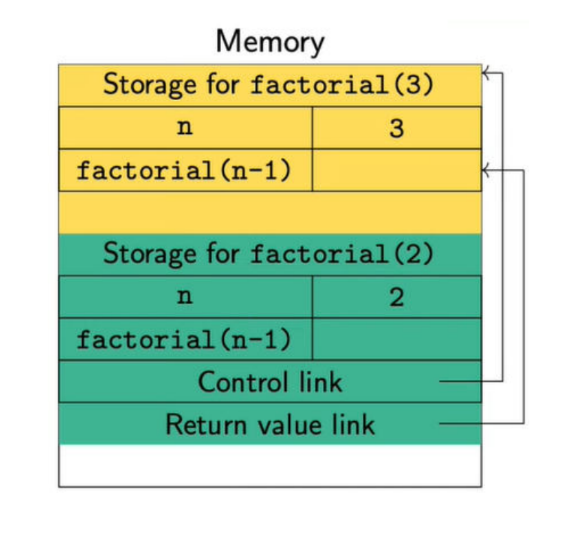 Memory
Storage for factorial(3)
n 3
factorial(n-1)
Storage for factorial(2)
n 2
factorial(n-1)
Control link
Return value link